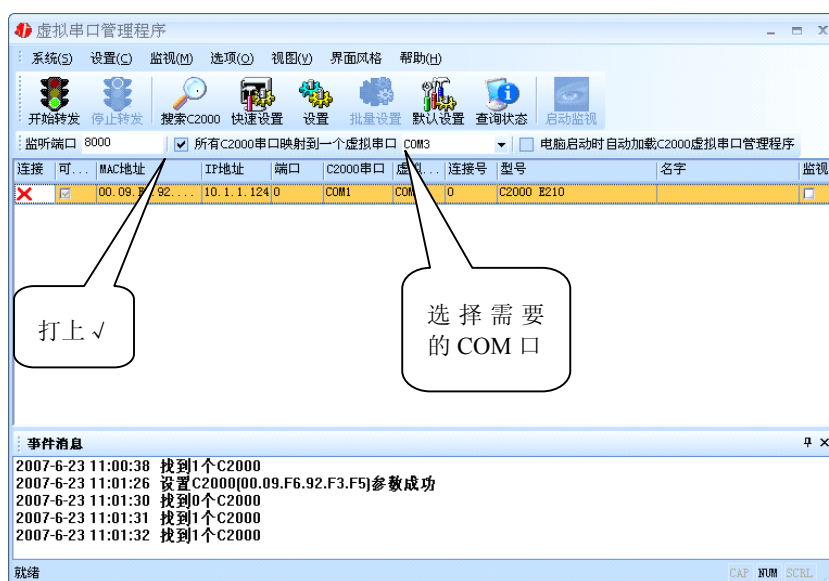 虚拟串口管理程序
系统(S) 设置(C) 监视(M) 选项(O) 视图(V) 界面风格 帮助(H)
开始转发 停止转发 搜索C2000 快速设置 设置 批量设置 默认设置 查询状态 启动监视
监听端口 8000 所有C2000串口映射到一个虚拟串口 COM3 电脑启动时自动加载C2000虚拟串口管理程序
连接 可... MAC地址 IP地址 端口 C2000串口 虚拟... 连接号 型号 名字 监视
10.1.1.124 0 COM1 0 C2000 E210
打上√
选择需要
的COM口
事件消息
2007-6-23 11:00:38 找到1个C2000
2007-6-23 11:01:26 设置C2000(00.09.F6.92.F3.F5)参数成功
2007-6-23 11:01:30 找到0个C2000
2007-6-23 11:01:31 找到1个C2000
2007-6-23 11:01:32 找到1个C2000
就绪 CAP NUM SCRL